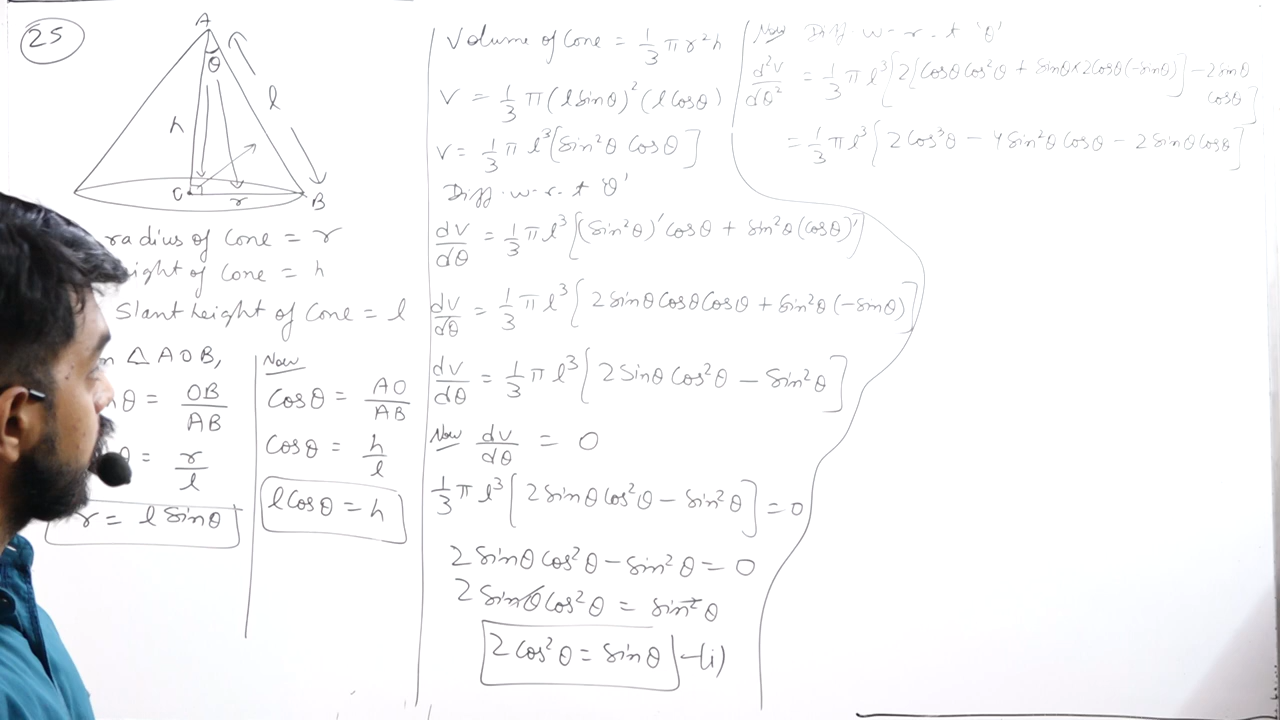 25
A
θ
l
h
C
r
B
radius of Cone = r
ight of Cone = h
Slant height of Cone = l
n △ A O B,
nθ = OB/AB
θ = r/l
r = l Sinθ
Now
Cosθ = AO/AB
Cosθ = h/l
l Cosθ = h
Volume of Cone = 1/3 π r² h
V = 1/3 π (l Sinθ)² (l Cosθ)
V = 1/3 π l³ [Sin²θ Cosθ]
Diff. w.r.t 'θ'
dV/dθ = 1/3 π l³ [(Sin²θ)' Cosθ + Sin²θ (Cosθ)']
dV/dθ = 1/3 π l³ [2 Sinθ Cosθ Cosθ + Sin²θ (-Sinθ)]
dV/dθ = 1/3 π l³ [2 Sinθ Cos²θ - Sin²θ]
Now dV/dθ = 0
1/3 π l³ [2 Sinθ Cos²θ - Sin²θ] = 0
2 Sinθ Cos²θ - Sin²θ = 0
2 Sinθ Cos²θ = Sin²θ
2 Cos²θ = Sinθ -(i)
Now Diff. w.r.t 'θ'
d²V/dθ² = 1/3 π l³ [2[Cosθ Cos²θ + Sinθ × 2Cosθ (-Sinθ)] - 2Sinθ Cosθ]
= 1/3 π l³ [2 Cos³θ - 4 Sin²θ Cosθ - 2 Sinθ Cosθ]